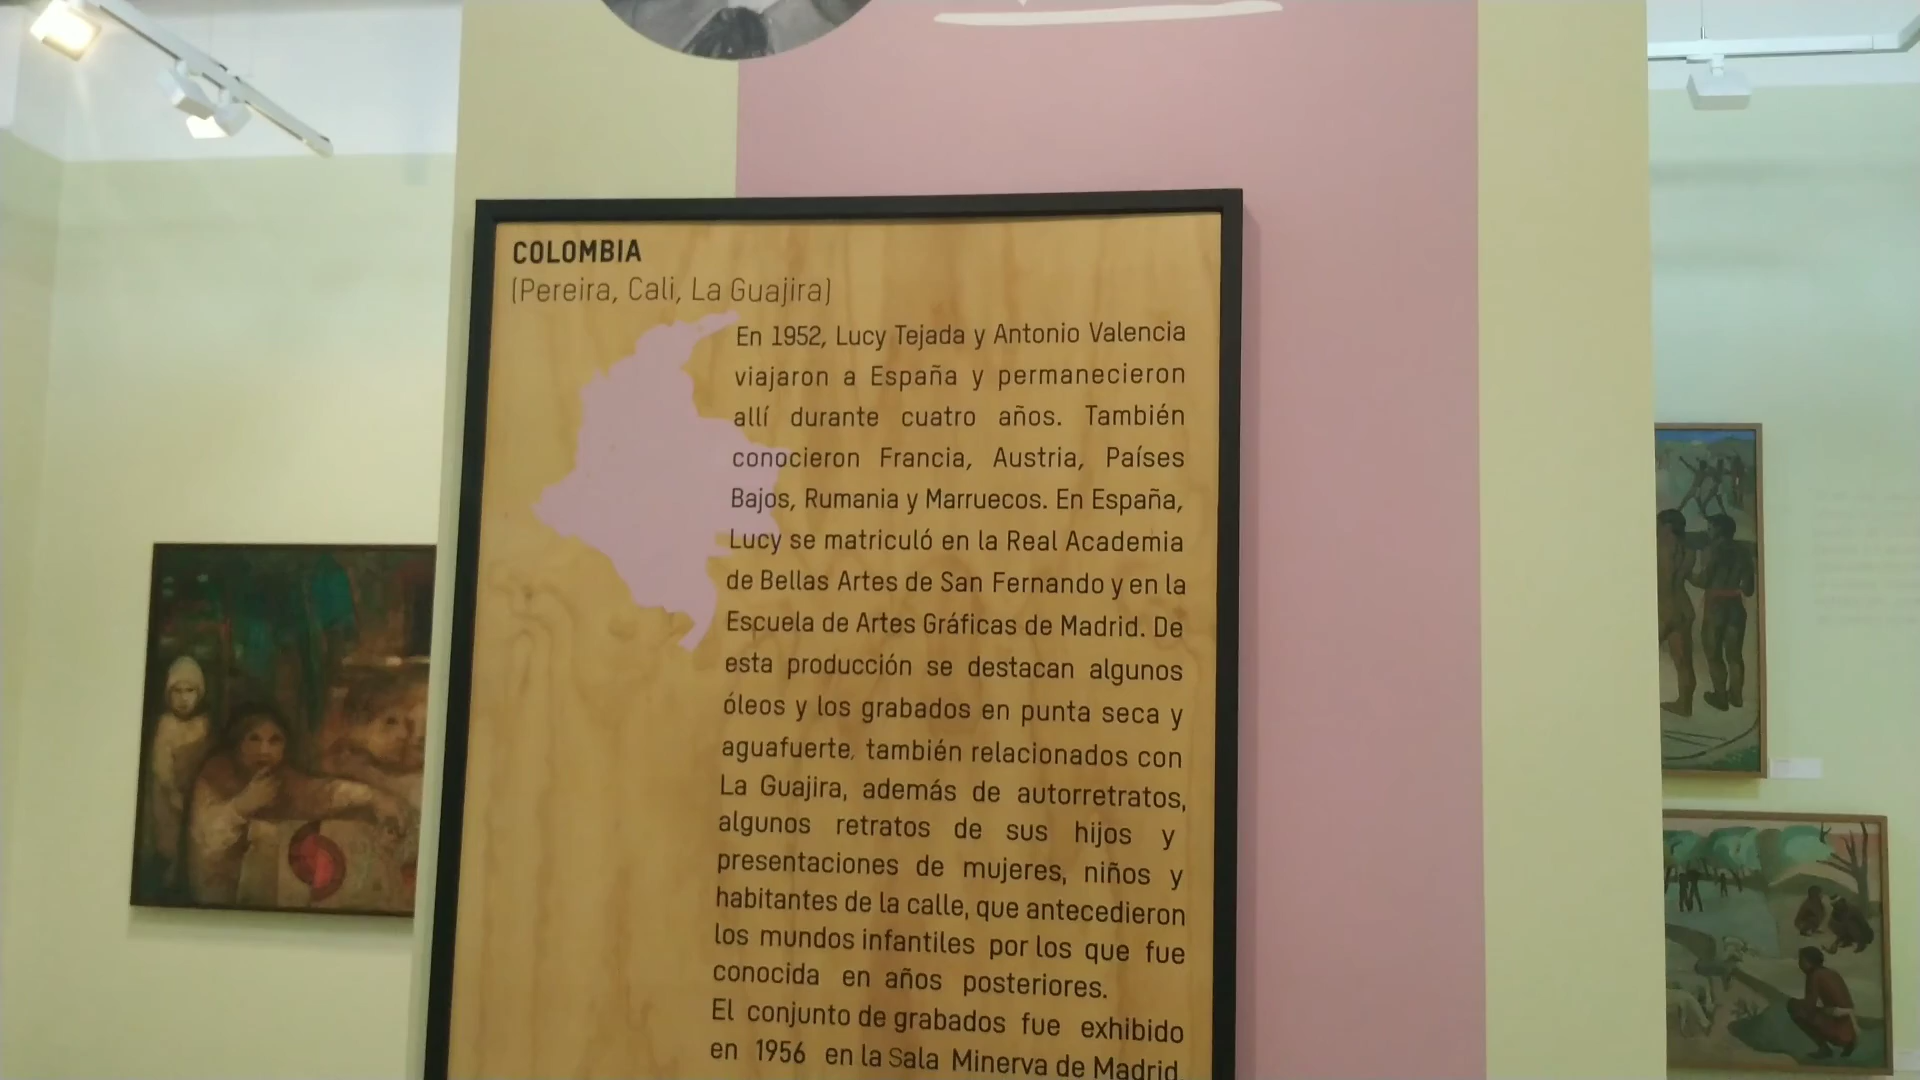 COLOMBIA
(Pereira, Cali, La Guajira)
En 1952, Lucy Tejada y Antonio Valencia
viajaron a España y permanecieron
allí durante cuatro años. También
conocieron Francia, Austria, Países
Bajos, Rumania y Marruecos. En España,
Lucy se matriculó en la Real Academia
de Bellas Artes de San Fernando y en la
Escuela de Artes Gráficas de Madrid. De
esta producción se destacan algunos
óleos y los grabados en punta seca y
aguafuerte, también relacionados con
La Guajira, además de autorretratos,
algunos retratos de sus hijos y
presentaciones de mujeres, niños y
habitantes de la calle, que antecedieron
los mundos infantiles por los que fue
conocida en años posteriores.
El conjunto de grabados fue exhibido
en 1956 en la Sala Minerva de Madrid.